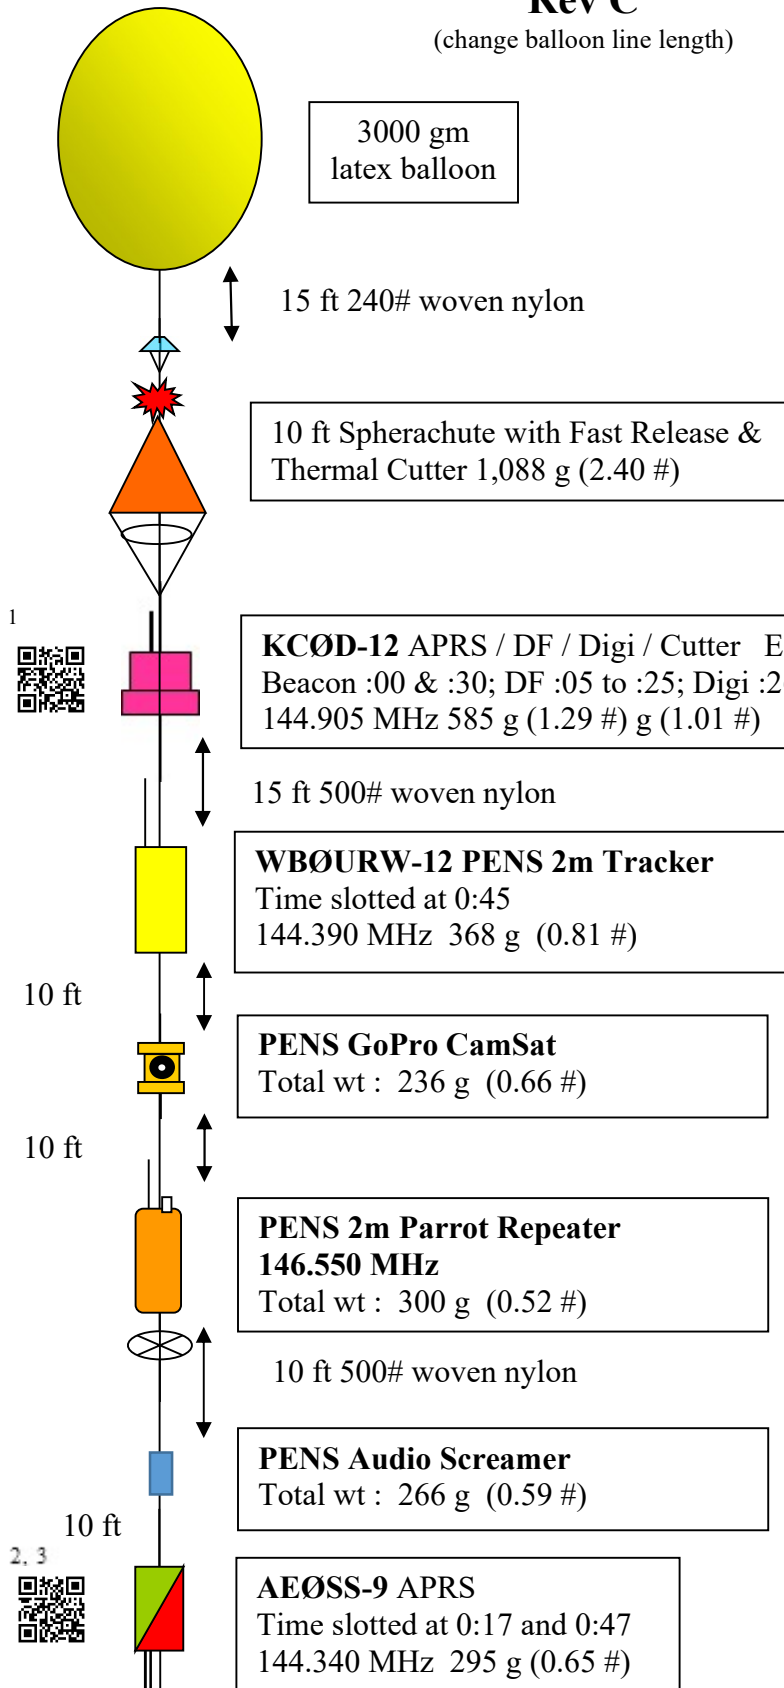 Rev C
(change balloon line length)
3000 gm
latex balloon
15 ft 240# woven nylon
10 ft Spherachute with Fast Release &
Thermal Cutter 1,088 g (2.40 #)
1
KCØD-12 APRS / DF / Digi / Cutter E
Beacon :00 & :30; DF :05 to :25; Digi :2
144.905 MHz 585 g (1.29 #) g (1.01 #)
15 ft 500# woven nylon
WBØURW-12 PENS 2m Tracker
Time slotted at 0:45
144.390 MHz 368 g (0.81 #)
10 ft
PENS GoPro CamSat
Total wt : 236 g (0.66 #)
10 ft
PENS 2m Parrot Repeater
146.550 MHz
Total wt : 300 g (0.52 #)
10 ft 500# woven nylon
PENS Audio Screamer
Total wt : 266 g (0.59 #)
10 ft
2, 3
AEØSS-9 APRS
Time slotted at 0:17 and 0:47
144.340 MHz 295 g (0.65 #)